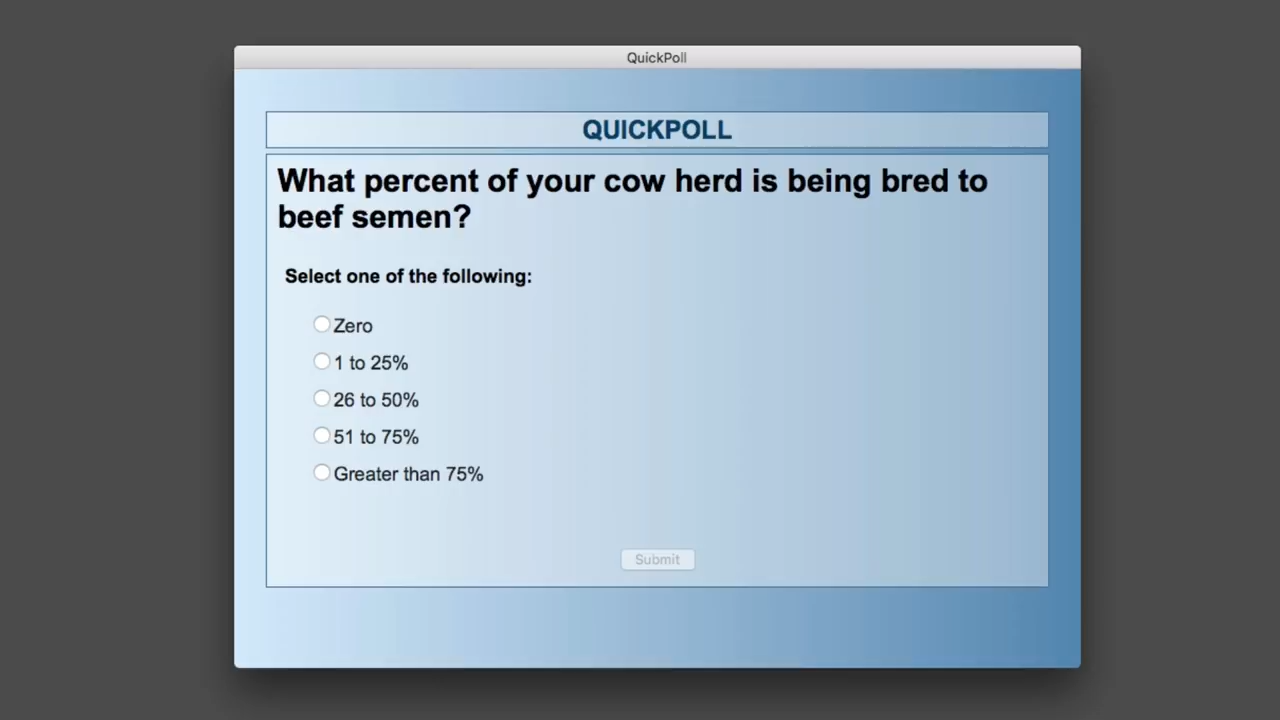 QuickPoll
QUICKPOLL
What percent of your cow herd is being bred to
beef semen?
Select one of the following:
Zero
1 to 25%
26 to 50%
51 to 75%
Greater than 75%
Submit